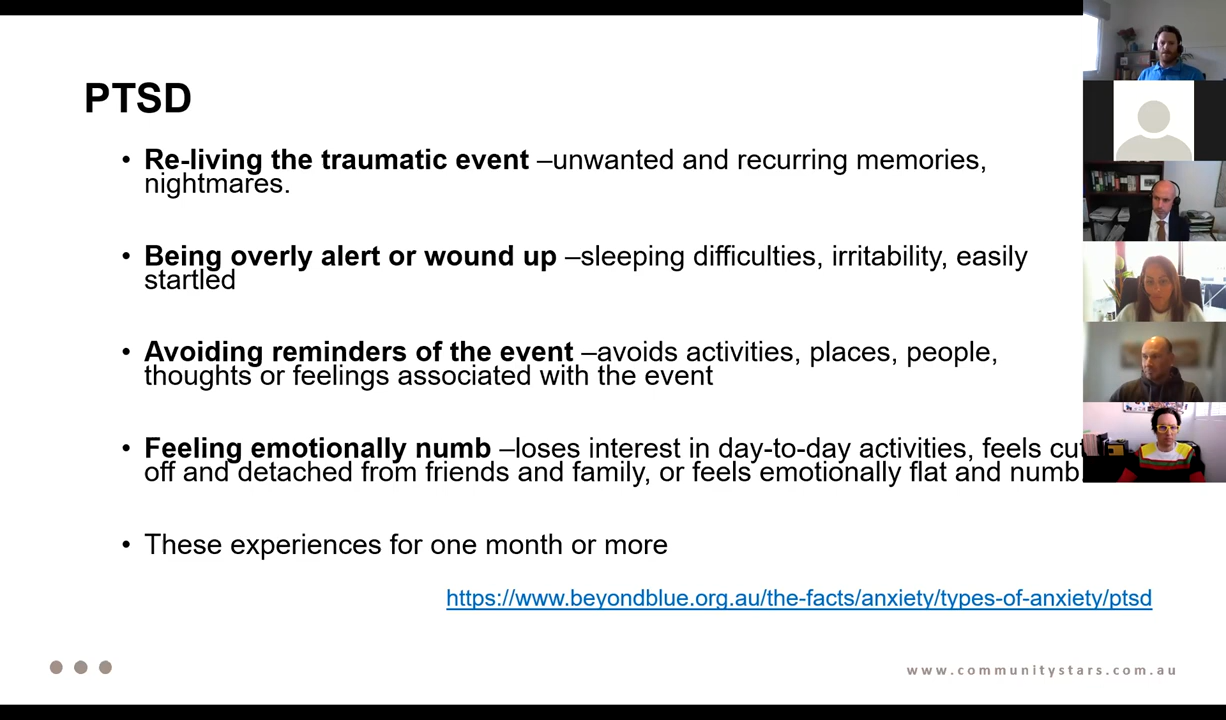 PTSD
• Re-living the traumatic event –unwanted and recurring memories,
nightmares.
• Being overly alert or wound up –sleeping difficulties, irritability, easily
startled
• Avoiding reminders of the event –avoids activities, places, people,
thoughts or feelings associated with the event
• Feeling emotionally numb –loses interest in day-to-day activities, feels cut
off and detached from friends and family, or feels emotionally flat and numb.
• These experiences for one month or more
https://www.beyondblue.org.au/the-facts/anxiety/types-of-anxiety/ptsd
www.communitystars.com.au